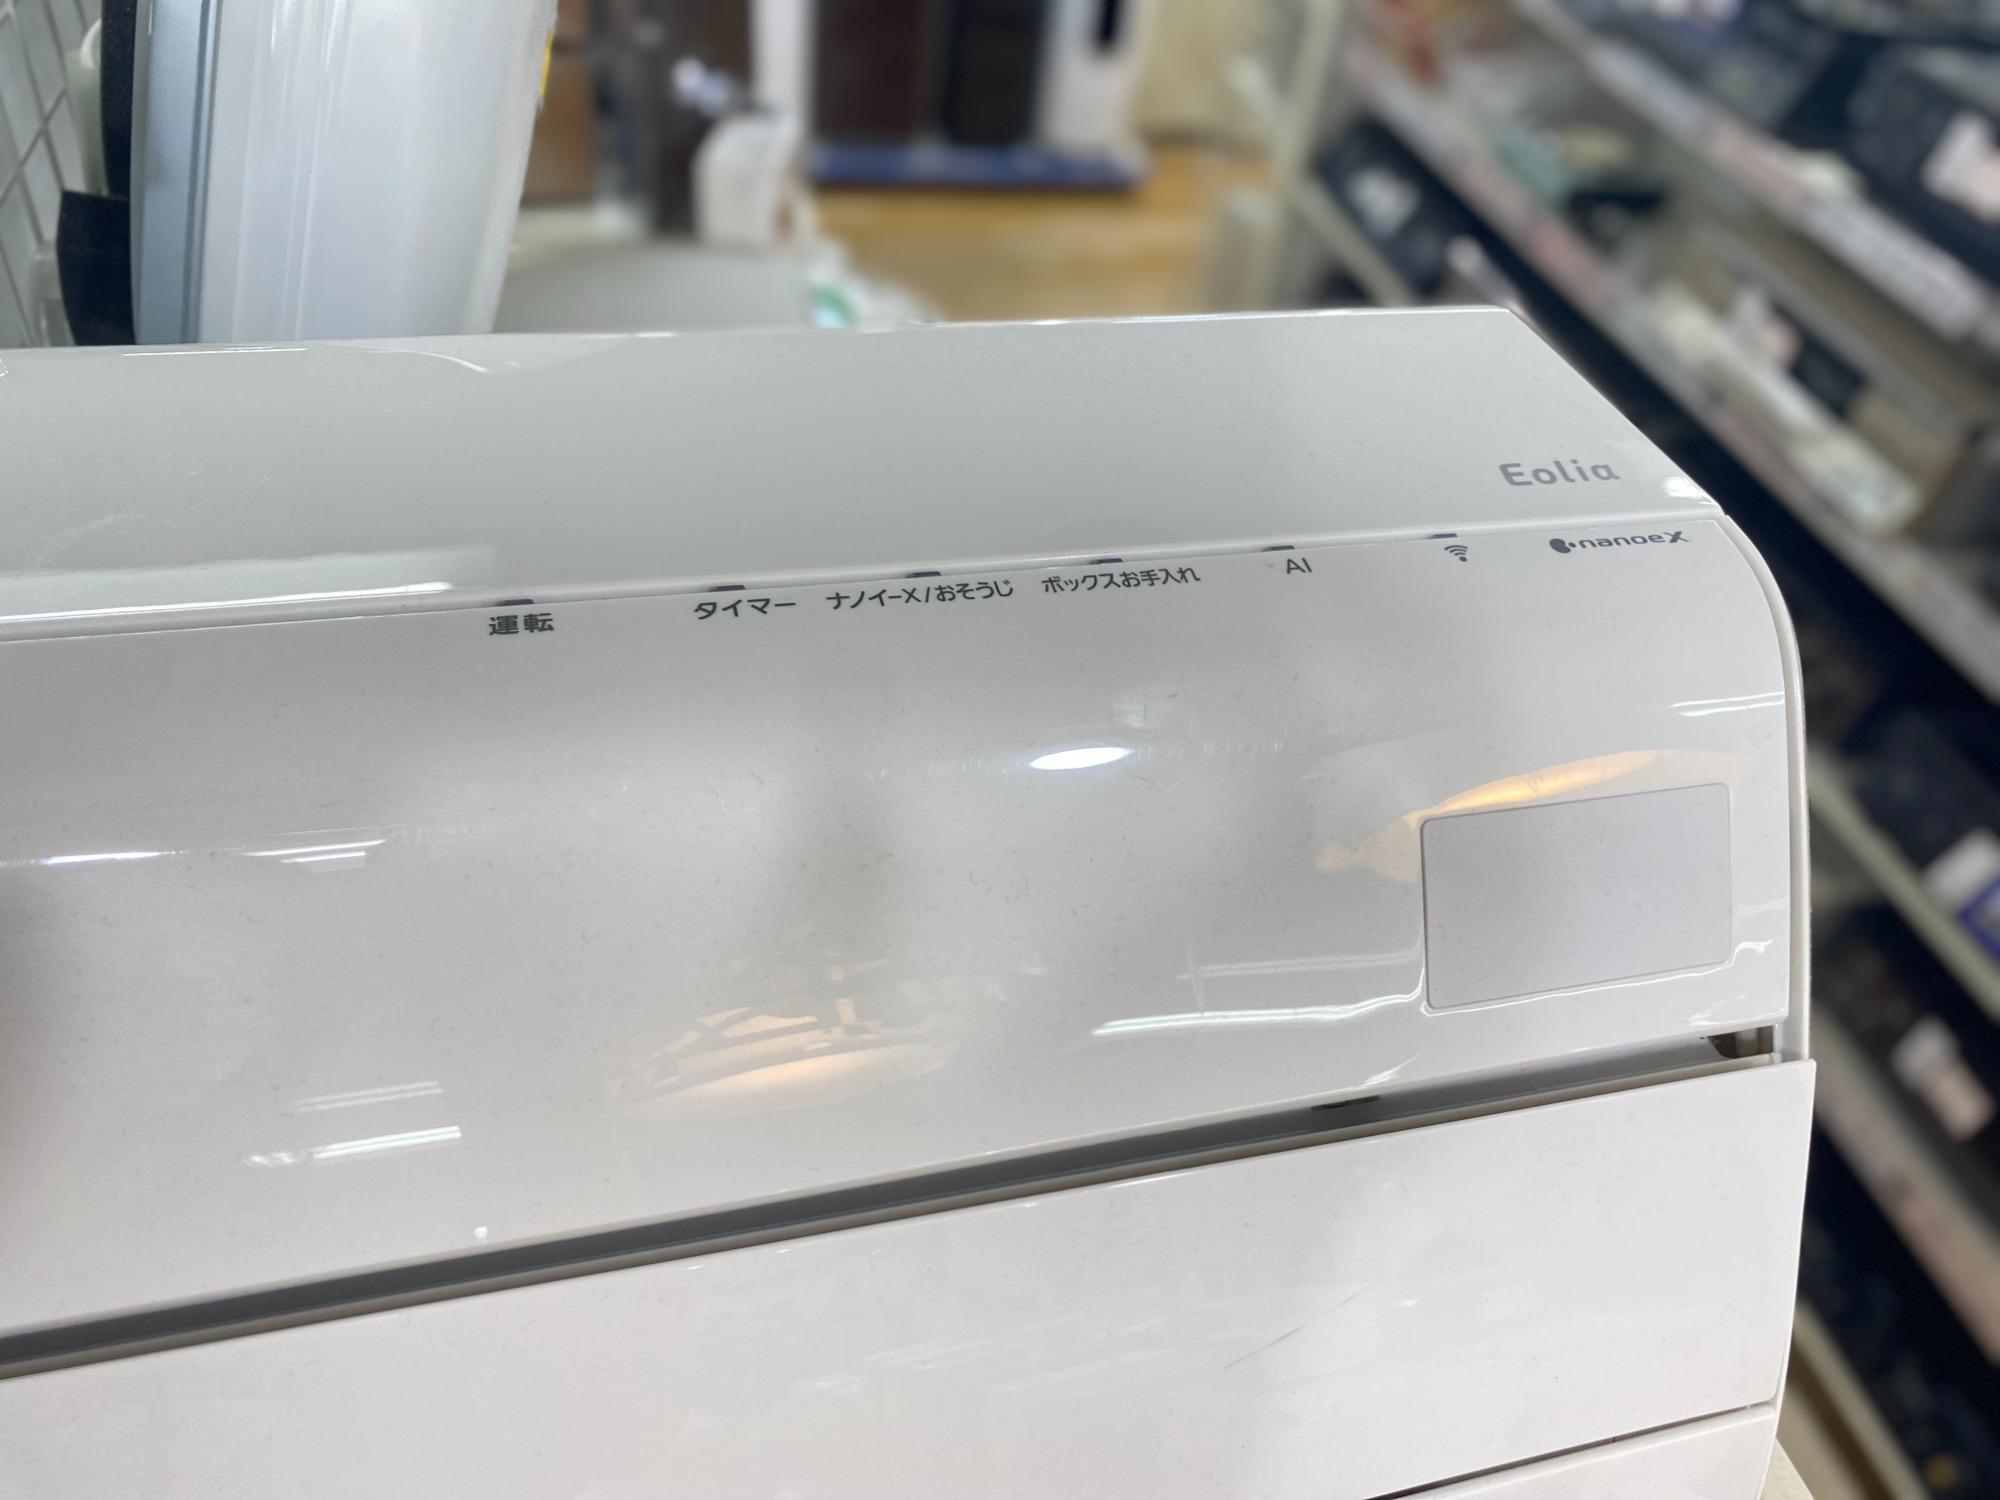 Eolia
nanoeX
運転
タイマー
ナノイーX/おそうじ
ボックスお手入れ
AI